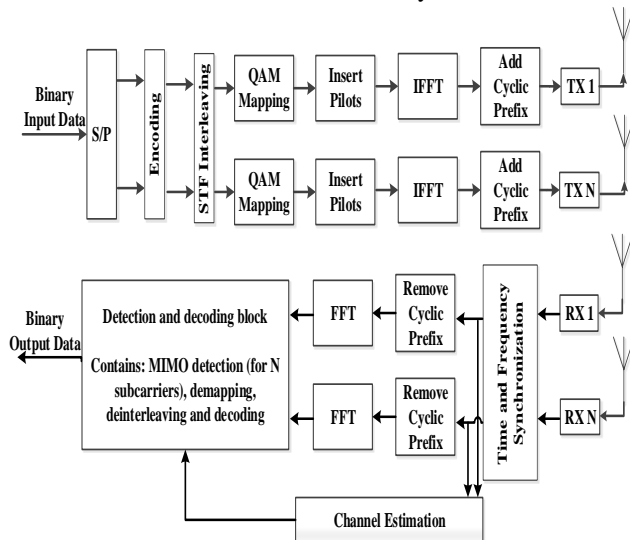 Binary
Input Data
S/P
Encoding
STF Interleaving
QAM
Mapping
Insert
Pilots
IFFT
Add
Cyclic
Prefix
TX 1
QAM
Mapping
Insert
Pilots
IFFT
Add
Cyclic
Prefix
TX N
Binary
Output Data
Detection and decoding block
Contains: MIMO detection (for N
subcarriers), demapping,
deinterleaving and decoding
FFT
Remove
Cyclic
Prefix
Time and Frequency
Synchronization
RX 1
FFT
Remove
Cyclic
Prefix
RX N
Channel Estimation